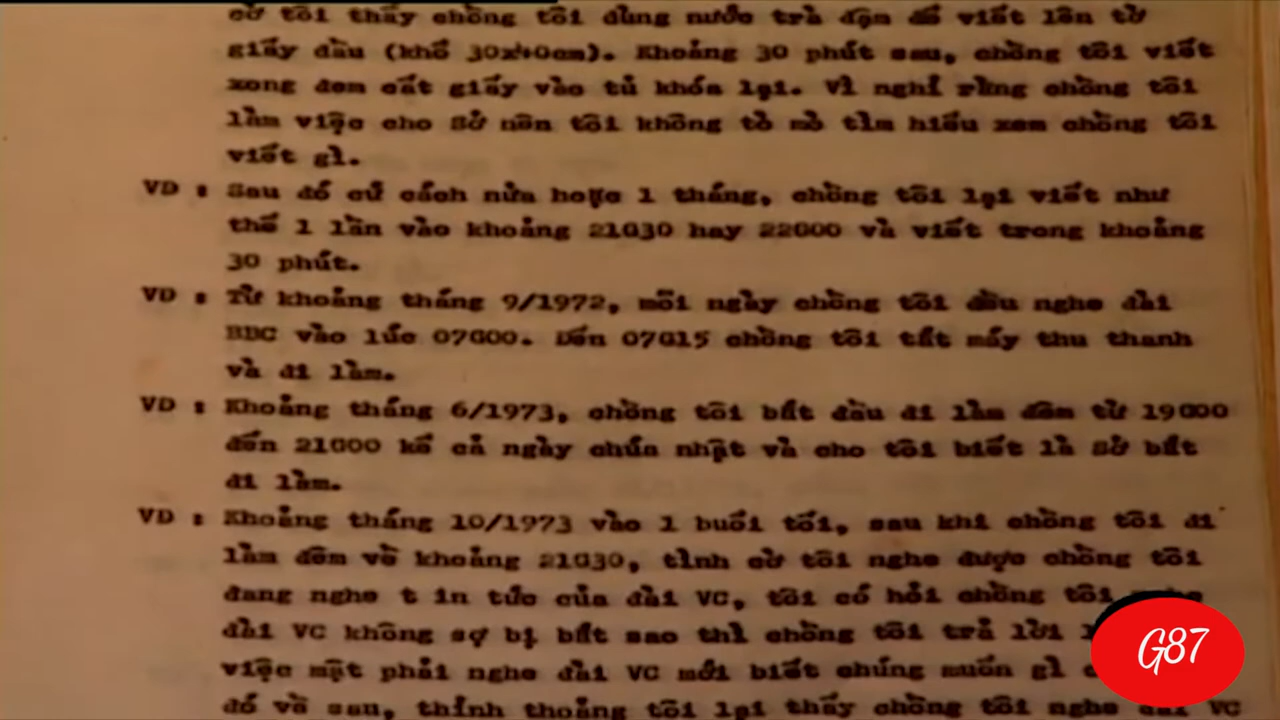 cờ tôi thấy chồng tôi dùng nước trà đậm để viết lên tờ
giấy dầu (khổ 30x40cm). Khoảng 30 phút sau, chồng tôi viết
xong đem cất giấy vào tủ khóa lại. Vì nghĩ rằng chồng tôi
làm việc cho Sở nên tôi không tò mò tìm hiểu xem chồng tôi
viết gì.
VD : Sau đó cứ cách nửa hoặc 1 tháng, chồng tôi lại viết như
thế 1 lần vào khoảng 21G30 hay 22G00 và viết trong khoảng
30 phút.
VD : Từ khoảng tháng 9/1972, mỗi ngày chồng tôi đều nghe đài
BBC vào lúc 07G00. Đến 07G15 chồng tôi tắt máy thu thanh
và đi làm.
VD : Khoảng tháng 6/1973, chồng tôi bắt đầu đi làm đêm từ 19G00
đến 21G00 kể cả ngày chúa nhật và cho tôi biết là Sở bắt
đi làm.
VD : Khoảng tháng 10/1973 vào 1 buổi tối, sau khi chồng tôi đi
làm đêm về khoảng 21G30, tình cờ tôi nghe được chồng tôi
đang nghe t in tức của đài VC, tôi có hỏi chồng tôi nghe
đài VC không sợ bị bắt sao thì chồng tôi trả lời
việc mật phải nghe đài VC mới biết chúng muốn gì
đó về sau, thỉnh thoảng tôi lại thấy chồng tôi nghe đài VC
G87